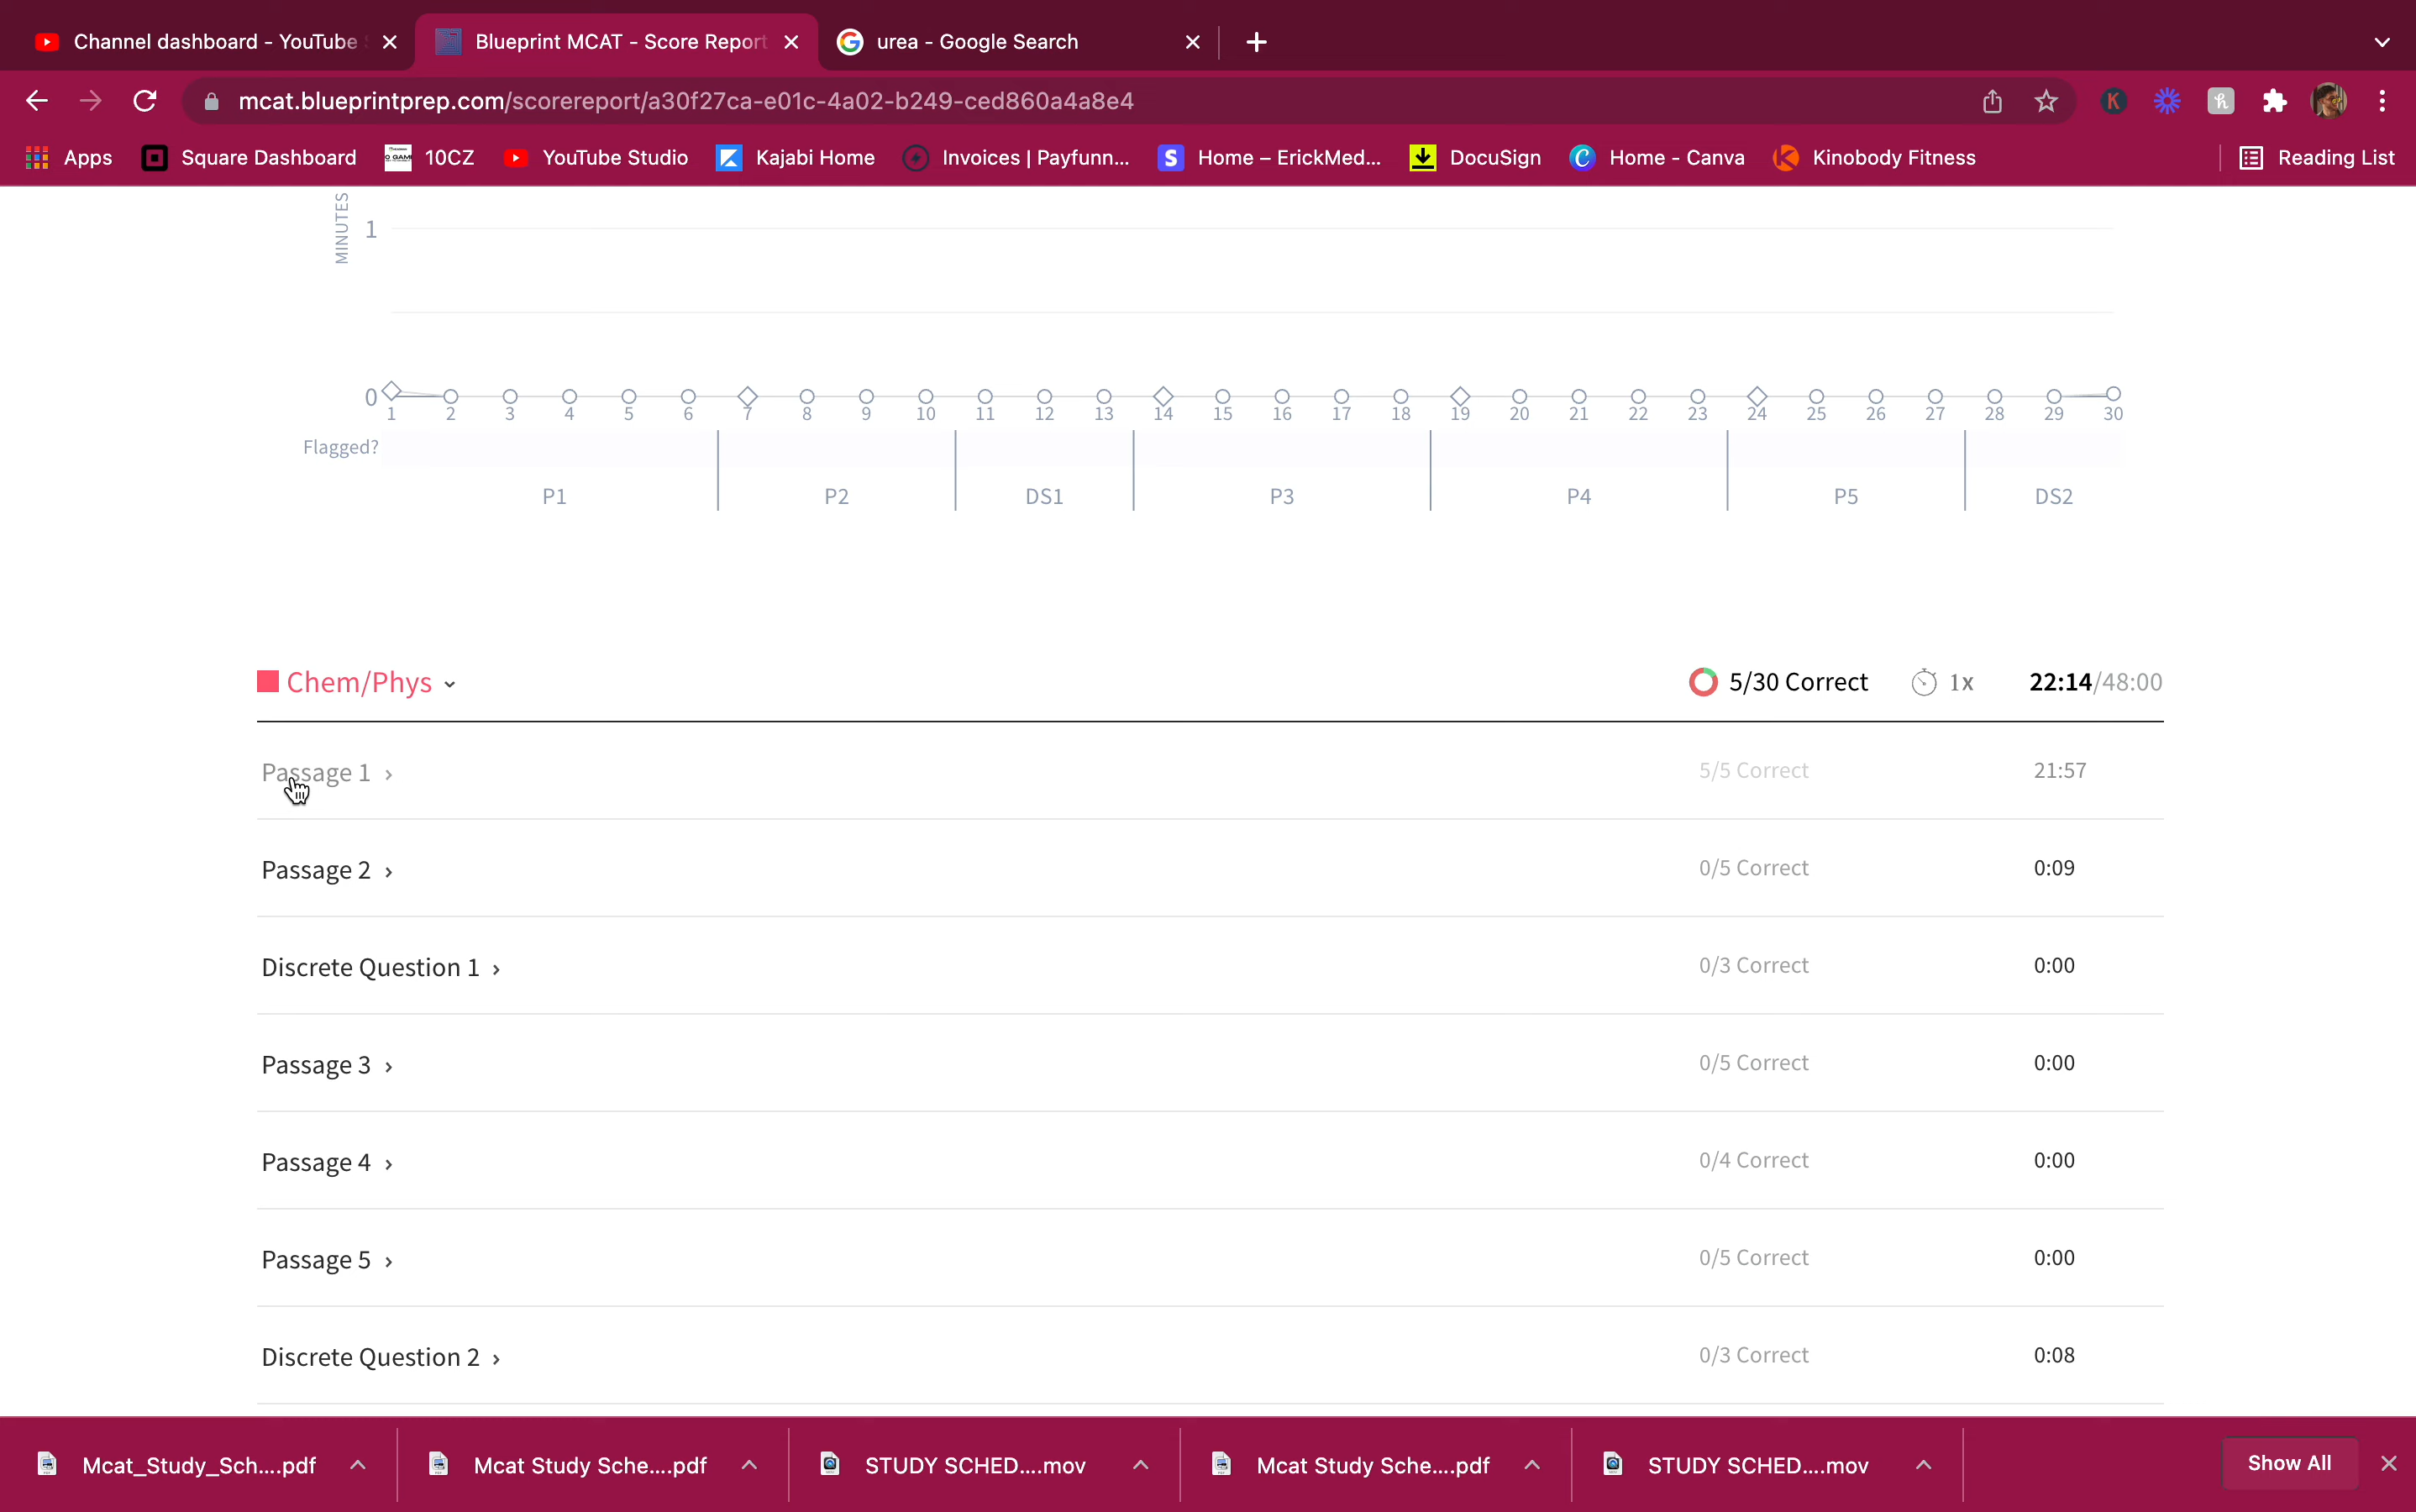 Channel dashboard - YouTube
Blueprint MCAT - Score Report
urea - Google Search
mcat.blueprintprep.com/scorereport/a30f27ca-e01c-4a02-b249-ced860a4a8e4
Apps
Square Dashboard
10CZ
YouTube Studio
Kajabi Home
Invoices | Payfunn...
Home – ErickMed...
DocuSign
Home - Canva
Kinobody Fitness
Reading List
MINUTES
1
0
1 2 3 4 5 6 7 8 9 10 11 12 13 14 15 16 17 18 19 20 21 22 23 24 25 26 27 28 29 30
Flagged?
P1 P2 DS1 P3 P4 P5 DS2
Chem/Phys 5/30 Correct 1x 22:14/48:00
Passage 1 › 5/5 Correct 21:57
Passage 2 › 0/5 Correct 0:09
Discrete Question 1 › 0/3 Correct 0:00
Passage 3 › 0/5 Correct 0:00
Passage 4 › 0/4 Correct 0:00
Passage 5 › 0/5 Correct 0:00
Discrete Question 2 › 0/3 Correct 0:08
Mcat_Study_Sch....pdf
Mcat Study Sche....pdf
STUDY SCHED....mov
Mcat Study Sche....pdf
STUDY SCHED....mov
Show All